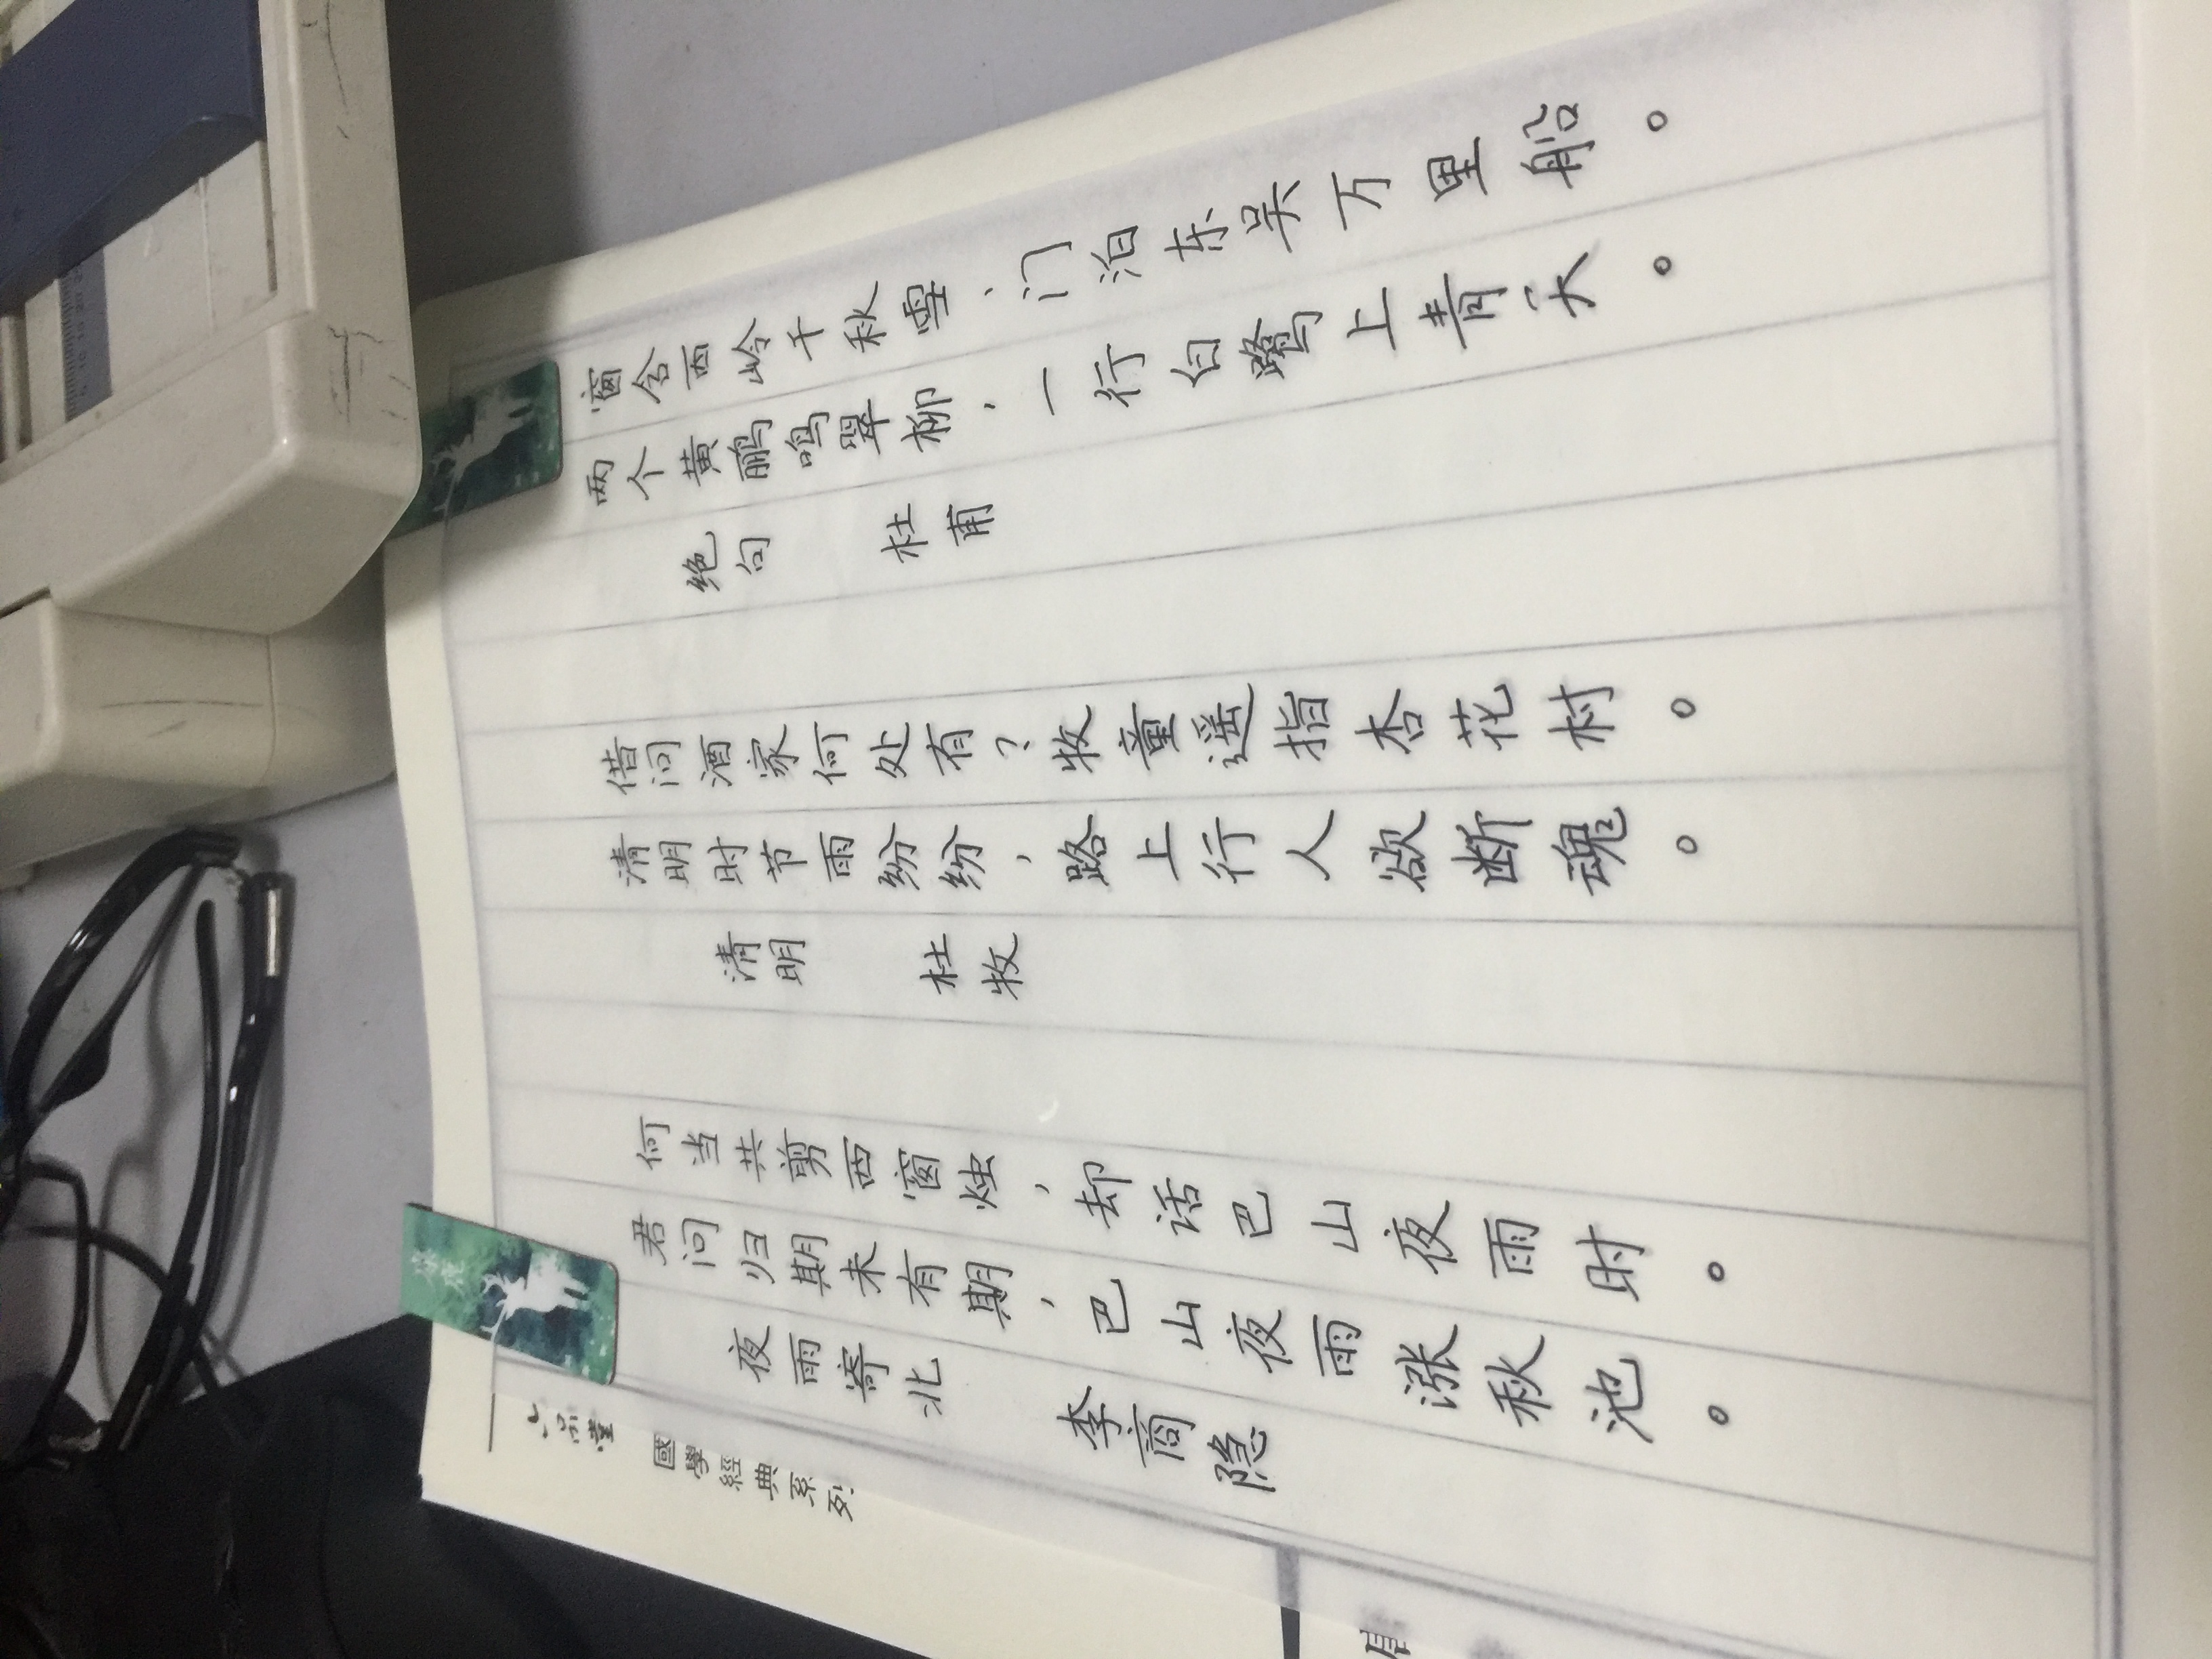 六品堂 國學經典系列
夜雨寄北 李商隐
君问归期未有期,巴山夜雨涨秋池。
何当共剪西窗烛,却话巴山夜雨时。
清明 杜牧
清明时节雨纷纷,路上行人欲断魂。
借问酒家何处有?牧童遥指杏花村。
绝句 杜甫
两个黄鹂鸣翠柳,一行白鹭上青天。
窗含西岭千秋雪、门泊东吴万里船。